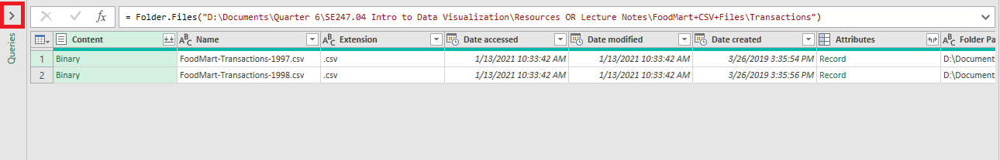 = Folder.Files("D:\Documents\Quarter 6\SE247.04 Intro to Data Visualization\Resources OR Lecture Notes\FoodMart+CSV+Files\Transactions")
Queries
Content Name Extension Date accessed Date modified Date created Attributes Folder Pa
1 Binary FoodMart-Transactions-1997.csv .csv 1/13/2021 10:33:42 AM 1/13/2021 10:33:42 AM 3/26/2019 3:35:54 PM Record D:\Document
2 Binary FoodMart-Transactions-1998.csv .csv 1/13/2021 10:33:42 AM 1/13/2021 10:33:42 AM 3/26/2019 3:35:56 PM Record D:\Document